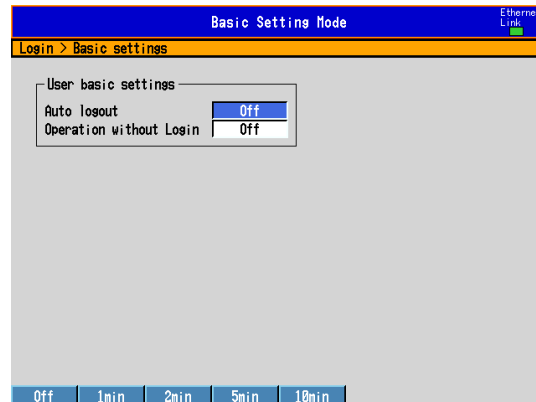 Basic Setting Mode
Etherne
Link
Login > Basic settings
User basic settings
Auto logout Off
Operation without Login Off
Off 1min 2min 5min 10min